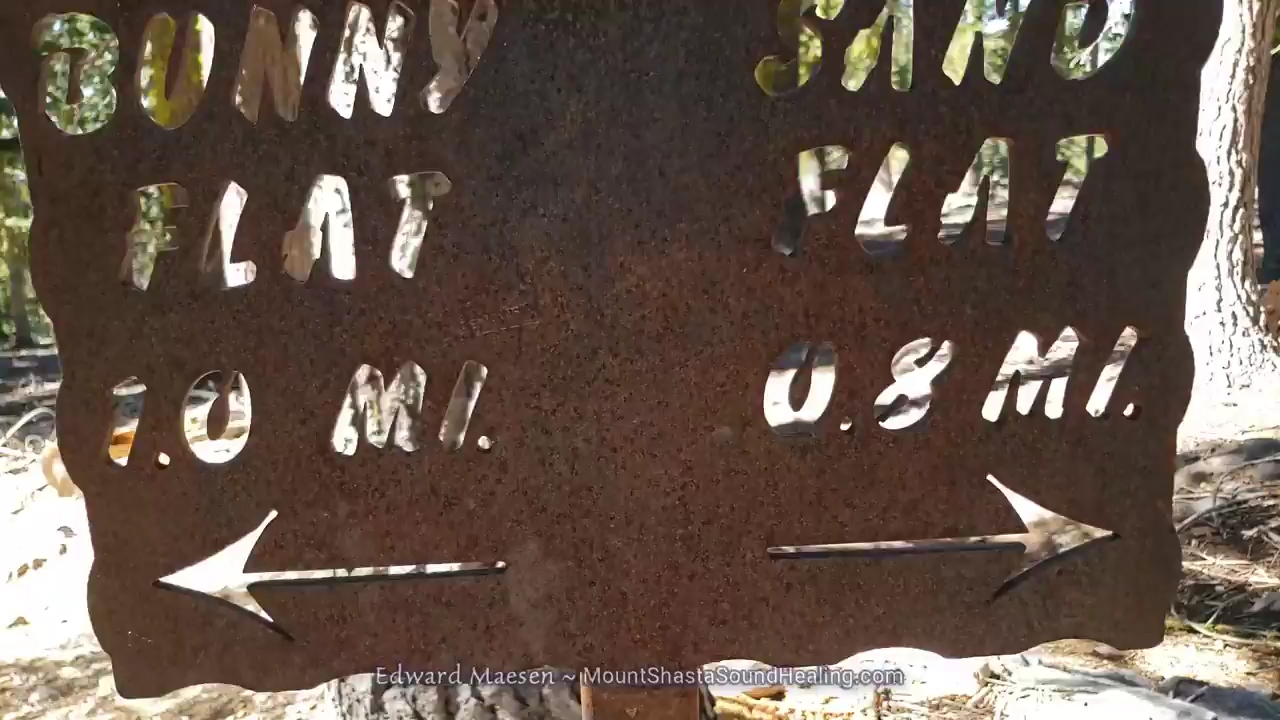 BUNNY
FLAT
1.0 MI.
SAND
FLAT
0.8 MI.
Edward Maesen ~ MountShastaSoundHealing.com